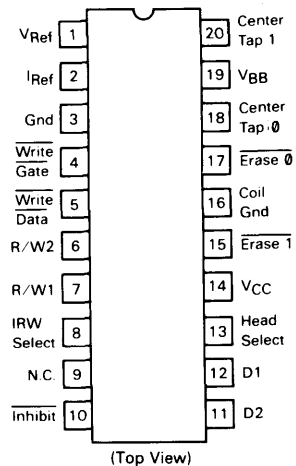 VRef 1
IRef 2
Gnd 3
Write
Gate 4
Write
Data 5
R/W2 6
R/W1 7
IRW
Select 8
N.C. 9
Inhibit 10
20 Center
Tap 1
19 VBB
18 Center
Tap 0
17 Erase 0
16 Coil
Gnd
15 Erase 1
14 VCC
13 Head
Select
12 D1
11 D2
(Top View)